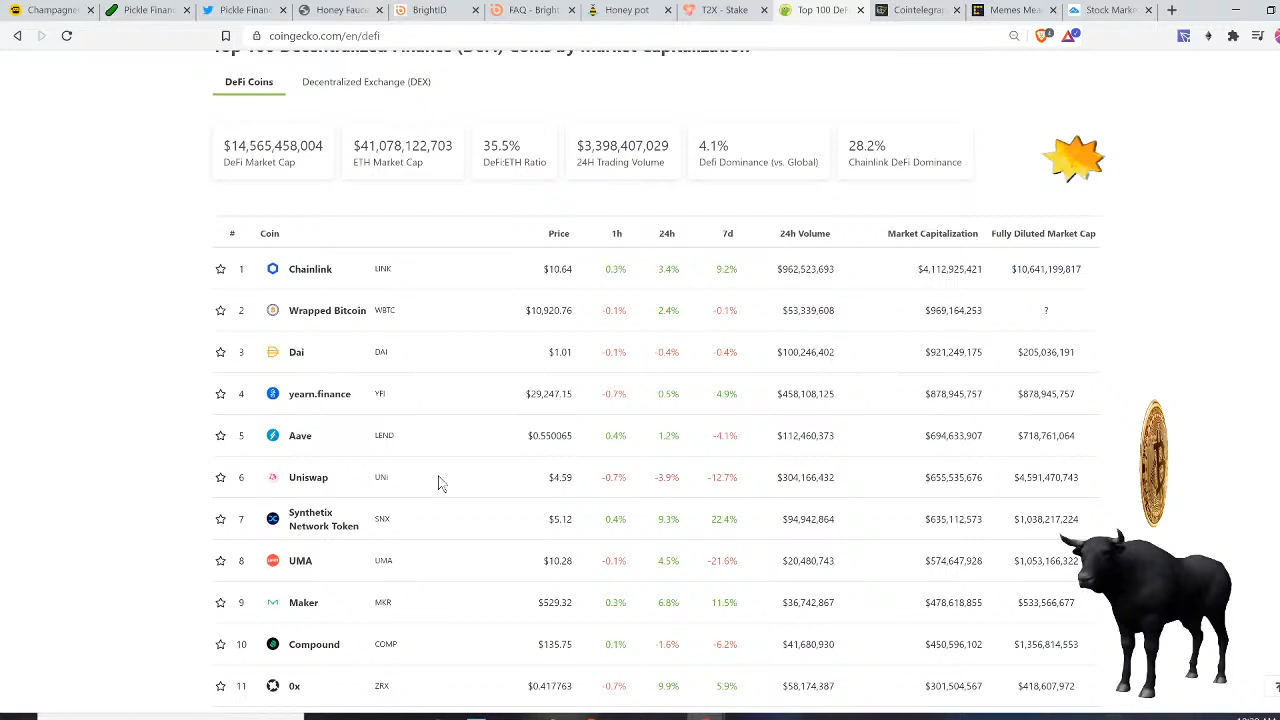 Champagne
Pickle Financ
Pickle Financ
Honey Fauce
BrightID
FAQ - Bright
Honey pot
T2X - Stake
Top 100 DeF
Cointelegrap
Memes Mea
Stock Marke
coingecko.com/en/defi
Top 100 Decentralized Finance (DeFi) Coins by Market Capitalization
DeFi Coins
Decentralized Exchange (DEX)
$14,565,458,004 $41,078,122,703 35.5% $3,398,407,029 4.1% 28.2%
DeFi Market Cap ETH Market Cap DeFi:ETH Ratio 24H Trading Volume Defi Dominance (vs. Global) Chainlink DeFi Dominance
# Coin Price 1h 24h 7d 24h Volume Market Capitalization Fully Diluted Market Cap
1 Chainlink LINK $10.64 0.3% 3.4% 9.2% $962,523,693 $4,112,925,421 $10,641,199,817
2 Wrapped Bitcoin WBTC $10,920.76 -0.1% 2.4% -0.1% $53,339,608 $969,164,253 ?
3 Dai DAI $1.01 -0.1% -0.4% -0.4% $100,246,402 $921,249,175 $205,036,191
4 yearn.finance YFI $29,247.15 -0.7% 0.5% 4.9% $458,108,125 $878,945,757 $878,945,757
5 Aave LEND $0.550065 0.4% 1.2% -4.1% $112,460,373 $694,633,907 $718,761,064
6 Uniswap UNI $4.59 -0.7% -3.9% -12.7% $304,166,432 $655,535,676 $4,591,470,743
7 Synthetix
Network Token SNX $5.12 0.4% 9.3% 22.4% $94,942,864 $635,112,573 $1,038,217,224
8 UMA UMA $10.28 -0.1% 4.5% -21.6% $20,480,743 $574,647,928 $1,053,166,322
9 Maker MKR $529.32 0.3% 6.8% 11.5% $36,742,867 $478,618,855 $533,566,677
10 Compound COMP $135.75 0.1% -1.6% -6.2% $41,680,930 $450,596,102 $1,356,814,553
11 0x ZRX $0.417763 -0.7% 9.9% 5.9% $58,174,387 $301,504,567 $418,607,972